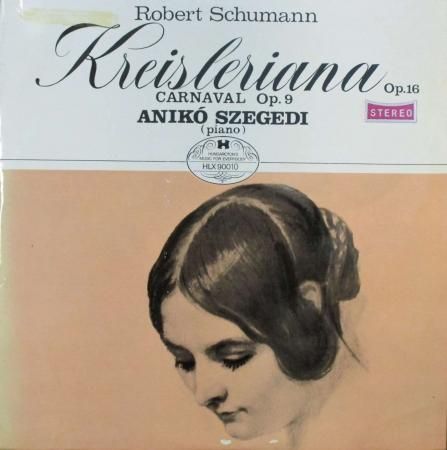 Robert Schumann
Kreisleriana Op.16
CARNAVAL Op. 9
STEREO
ANIKÓ SZEGEDI
(piano)
H
HUNGAROTON'S
MUSIC FOR EVERYBODY
HLX 90010